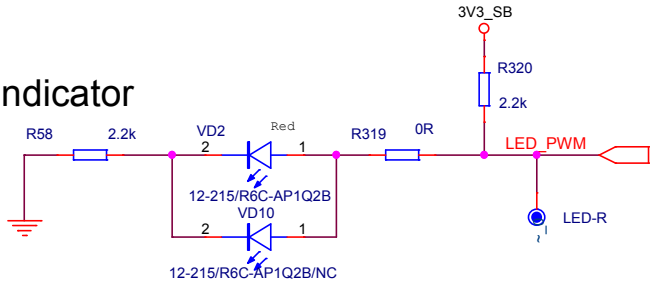 3V3_SB
R320
2.2k
ndicator
R58
2.2k
VD2
Red
R319
0R
LED_PWM
2
1
12-215/R6C-AP1Q2B
VD10
LED-R
2
1
12-215/R6C-AP1Q2B/NC